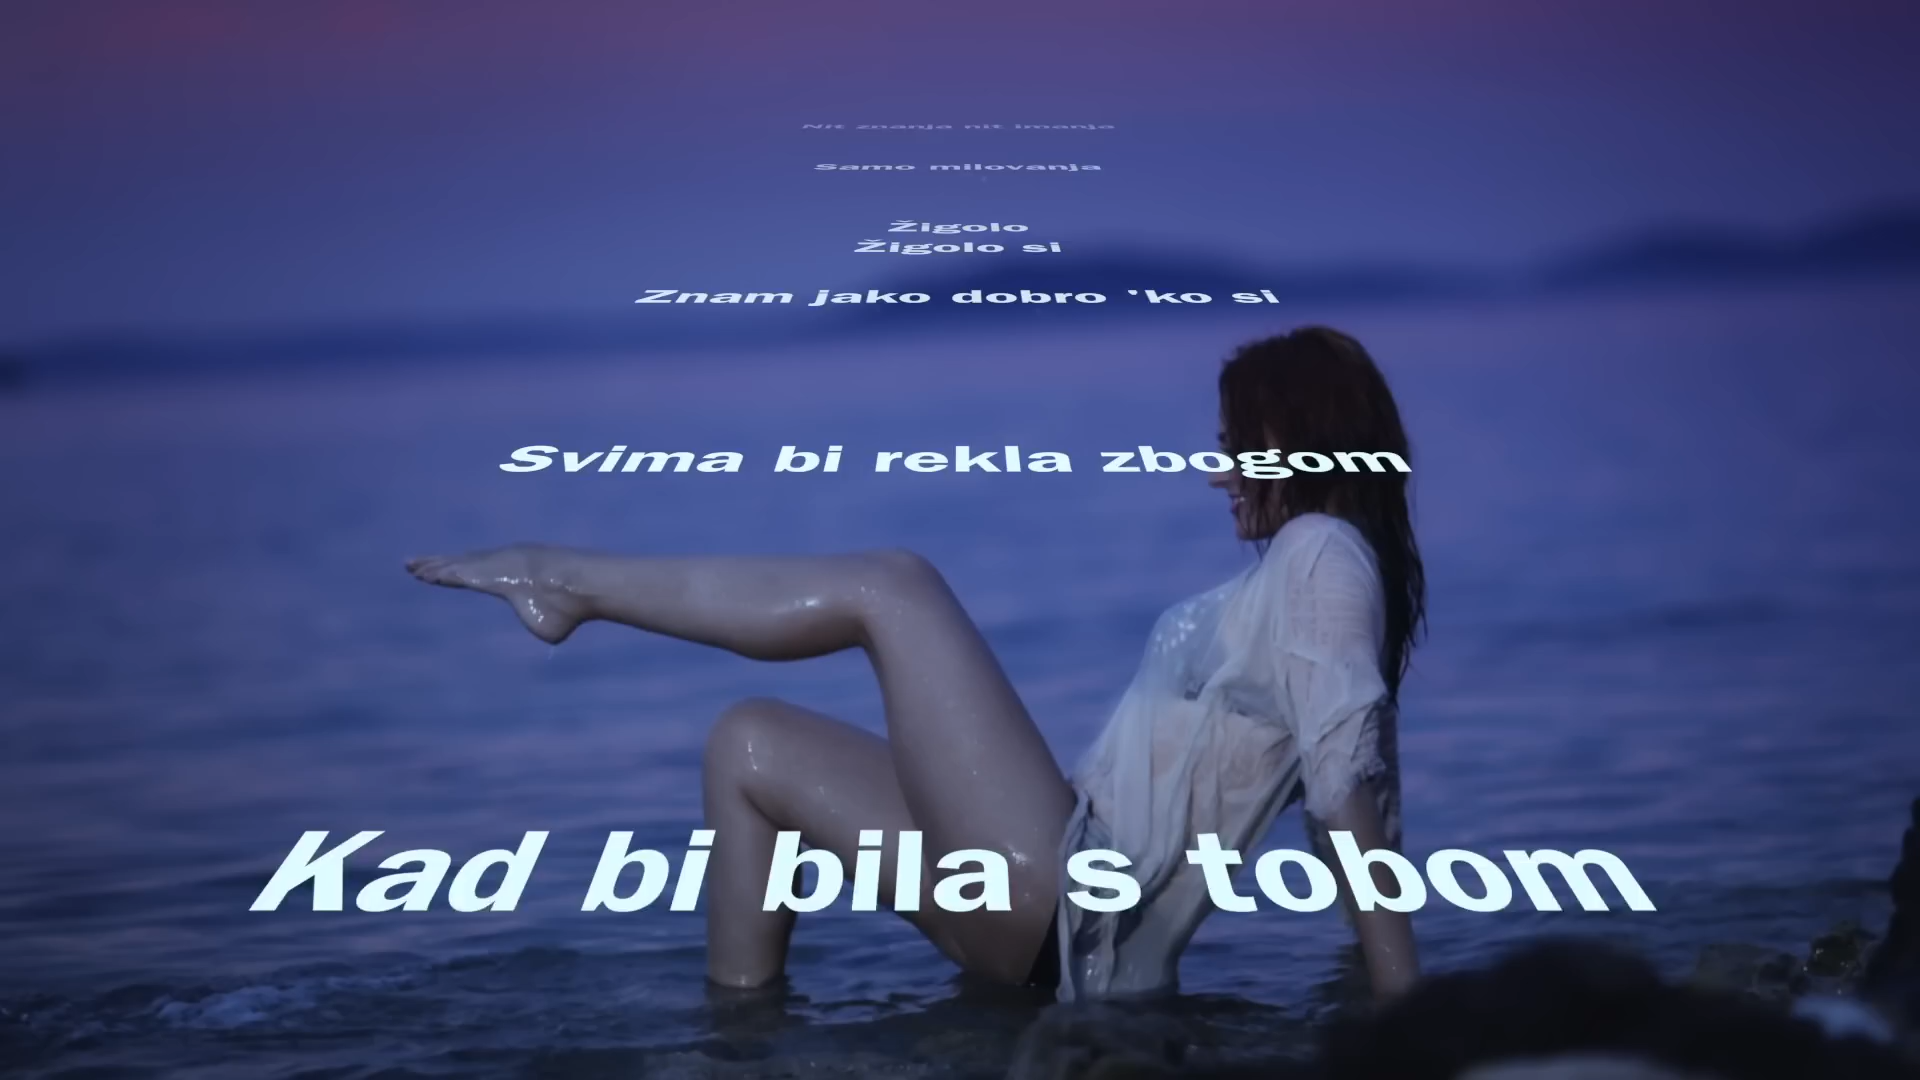 Nit znanja nit imanja
Samo milovanja
Žigolo
Žigolo si
Znam jako dobro 'ko si
Svima bi rekla zbogom
Kad bi bila s tobom